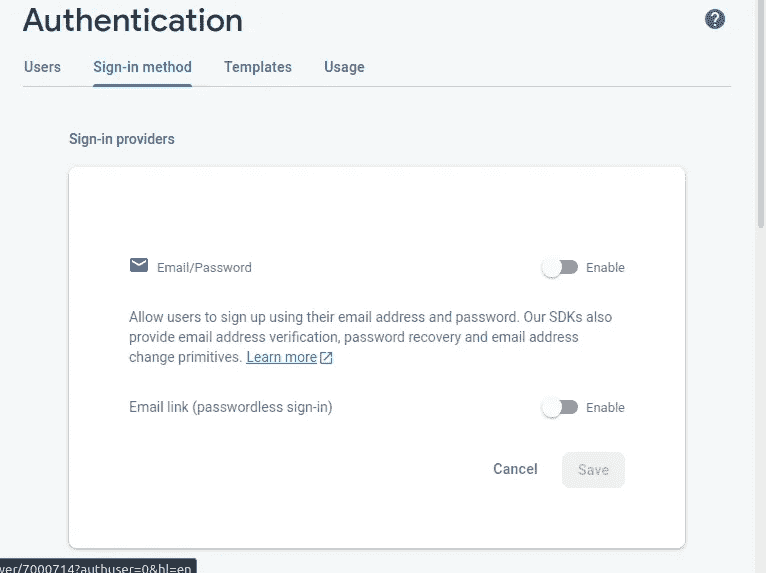 Authentication
?
Users Sign-in method Templates Usage
Sign-in providers
Email/Password Enable
Allow users to sign up using their email address and password. Our SDKs also
provide email address verification, password recovery and email address
change primitives. Learn more
Email link (passwordless sign-in) Enable
Cancel Save
ver/7000714?authuser=0&hl=en